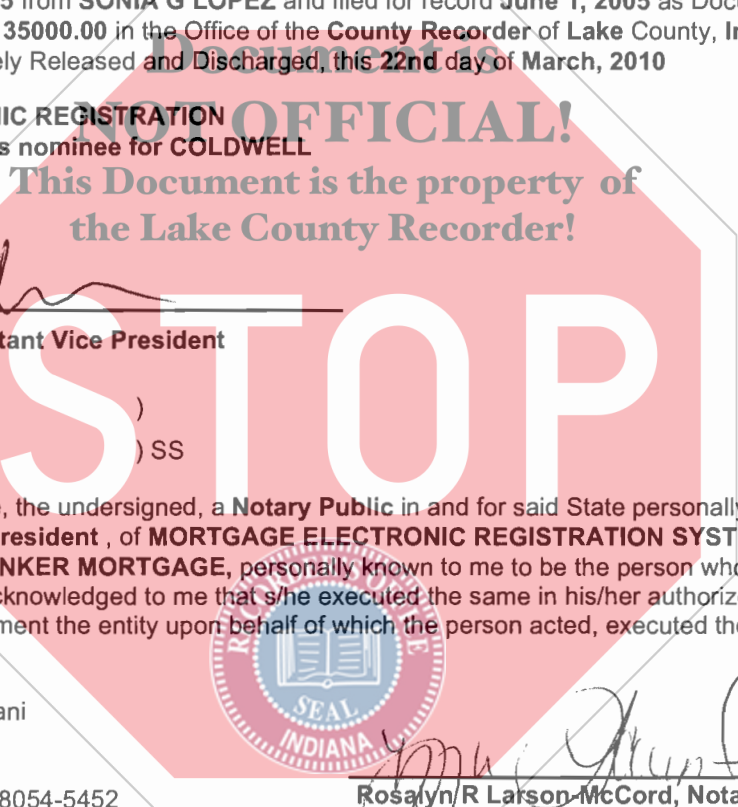 5 from SONIA G LOPEZ and filed for record June 1, 2005 as Doc
35000.00 in the Office of the County Recorder of Lake County, In
ely Released and Discharged, this 22nd day of March, 2010
Document is
NIC REGISTRATION
NOT OFFICIAL!
s nominee for COLDWELL
This Document is the property of
the Lake County Recorder!
tant Vice President
STOP
)
) SS
e, the undersigned, a Notary Public in and for said State personally
resident , of MORTGAGE ELECTRONIC REGISTRATION SYST
NKER MORTGAGE, personally known to me to be the person who
cknowledged to me that s/he executed the same in his/her authorize
ment the entity upon behalf of which the person acted, executed the
RECORDER'S OFFICE
SEAL
INDIANA
ani
8054-5452
Rosalyn R Larson-McCord, Nota